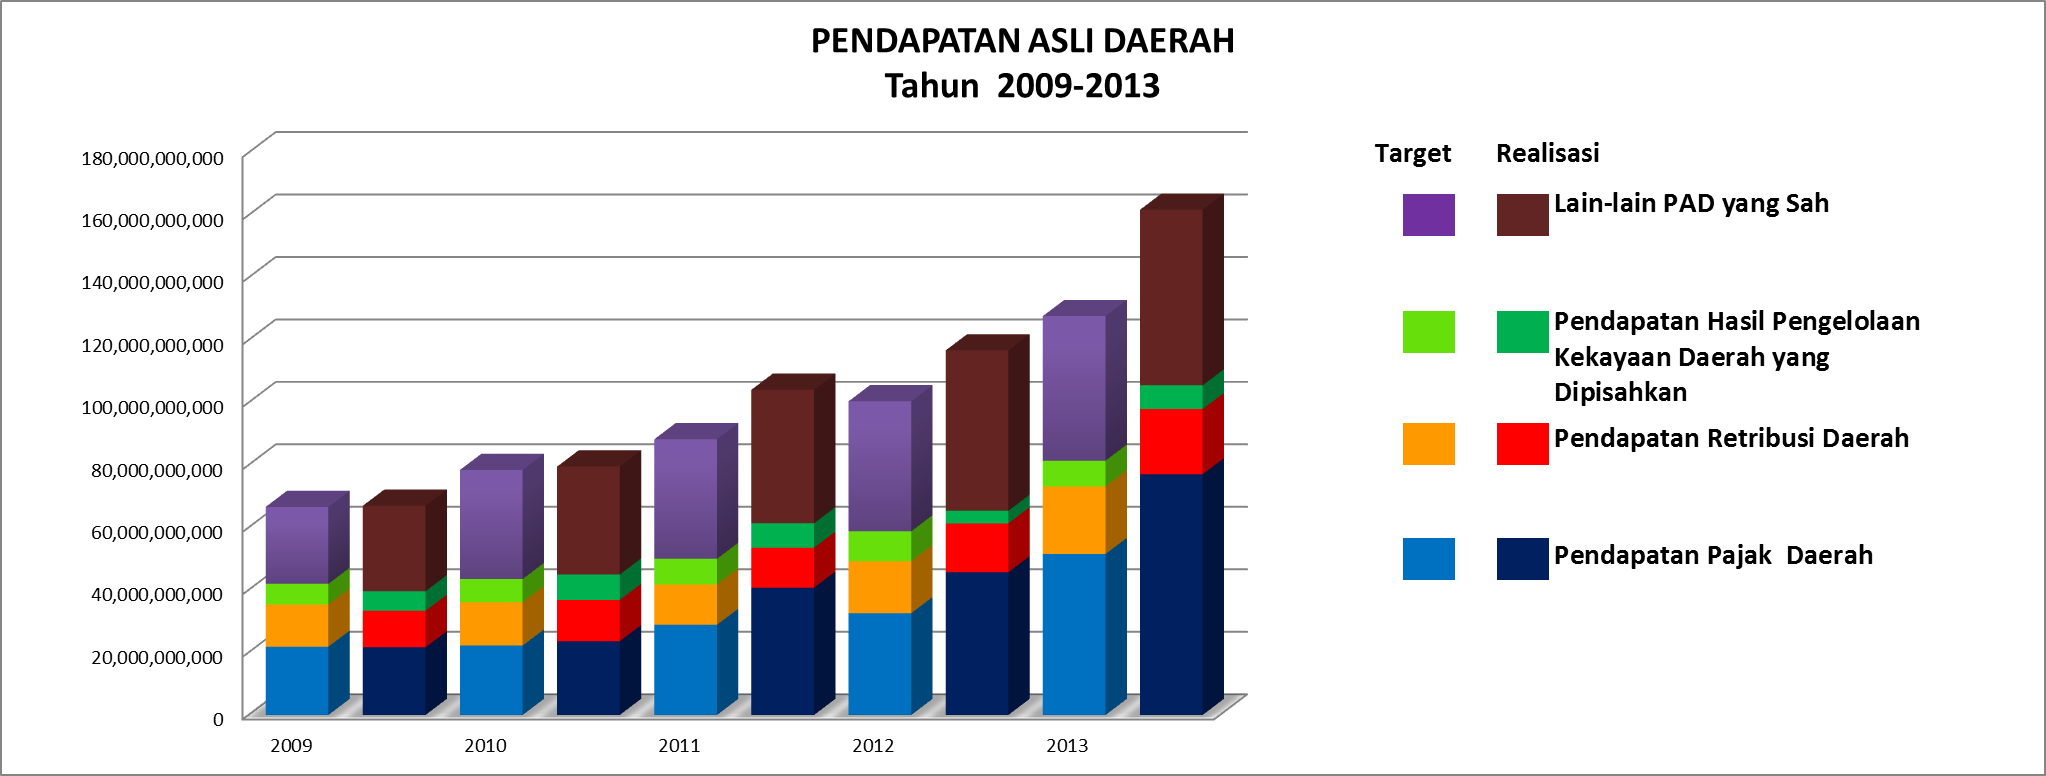 PENDAPATAN ASLI DAERAH
Tahun  2009-2013
180,000,000,000
160,000,000,000
140,000,000,000
120,000,000,000
100,000,000,000
80,000,000,000
60,000,000,000
40,000,000,000
20,000,000,000
0
2009
2010
2011
2012
2013
Target Realisasi
Lain-lain PAD yang Sah
Pendapatan Hasil Pengelolaan
Kekayaan Daerah yang
Dipisahkan
Pendapatan Retribusi Daerah
Pendapatan Pajak  Daerah